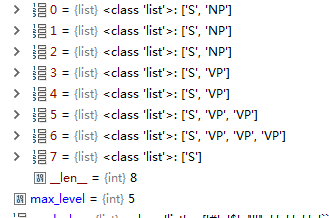 0 = {list} <class 'list'>: ['S', 'NP']
1 = {list} <class 'list'>: ['S', 'NP']
2 = {list} <class 'list'>: ['S', 'NP']
3 = {list} <class 'list'>: ['S', 'VP']
4 = {list} <class 'list'>: ['S', 'VP']
5 = {list} <class 'list'>: ['S', 'VP', 'VP']
6 = {list} <class 'list'>: ['S', 'VP', 'VP', 'VP']
7 = {list} <class 'list'>: ['S']
__len__ = {int} 8
max_level = {int} 5